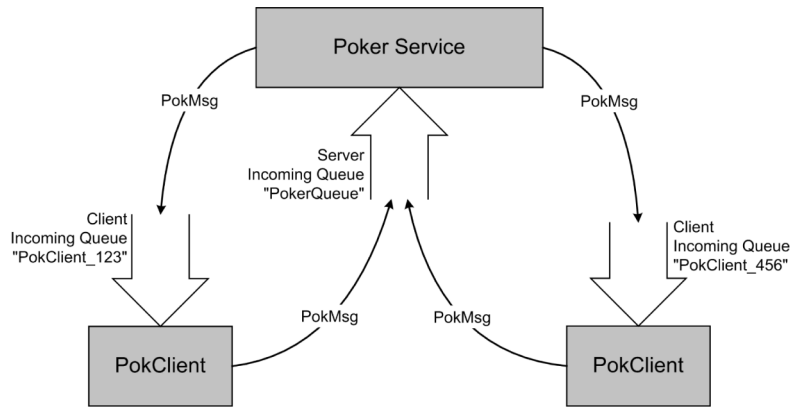 Poker Service
PokMsg
PokMsg
Server
Incoming Queue
"PokerQueue"
Client
Incoming Queue
"PokClient_123"
Client
Incoming Queue
"PokClient_456"
PokMsg
PokMsg
PokClient
PokClient